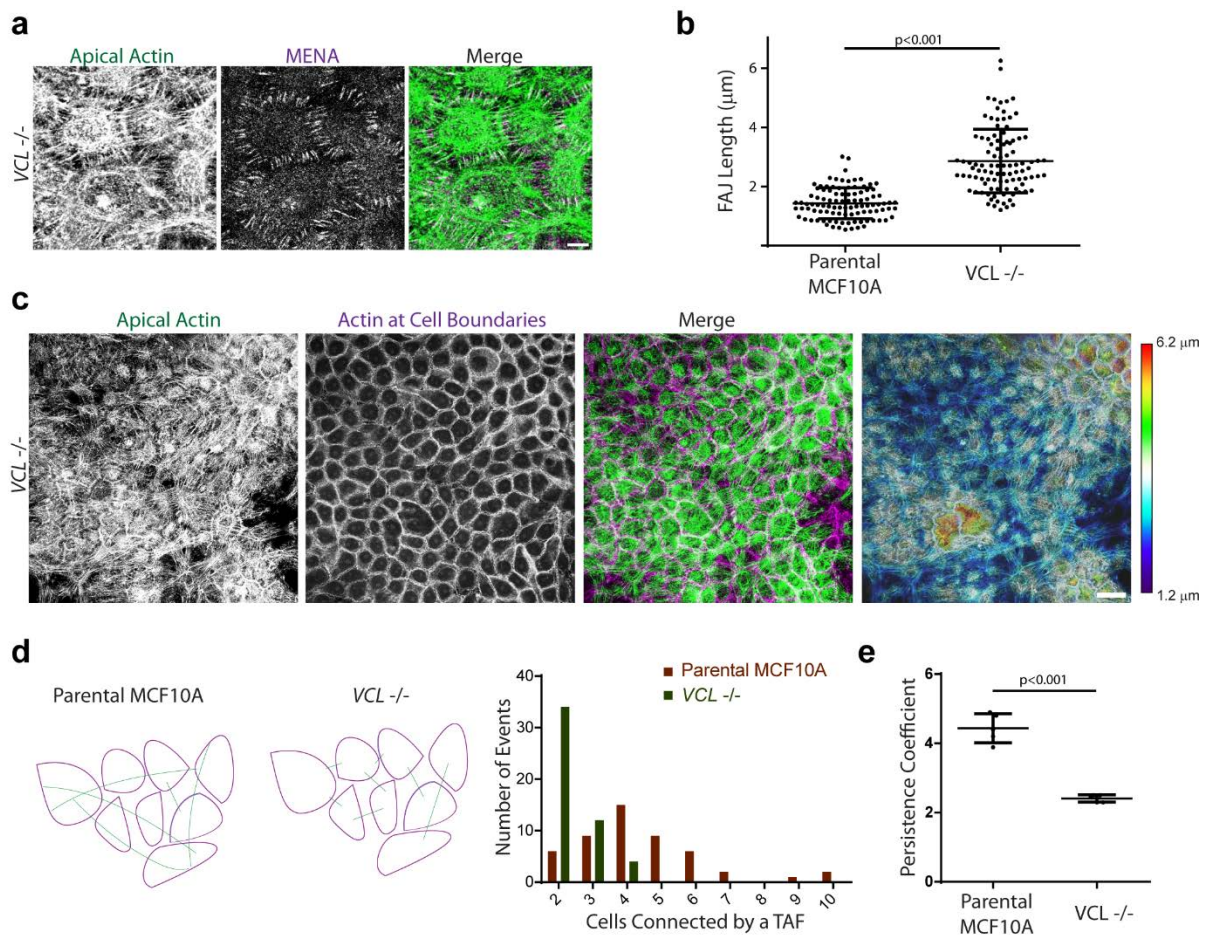 a
Apical Actin MENA Merge
VCL -/-
b
p<0.001
FAJ Length (μm)
6
4
2
Parental MCF10A
VCL -/-
c
Apical Actin Actin at Cell Boundaries Merge
VCL -/-
6.2 μm
1.2 μm
d
Parental MCF10A VCL -/-
Parental MCF10A
VCL -/-
Number of Events
40
30
20
10
0
2 3 4 5 6 7 8 9 10
Cells Connected by a TAF
e
p<0.001
Persistence Coefficient
6
4
2
0
Parental
MCF10A
VCL -/-